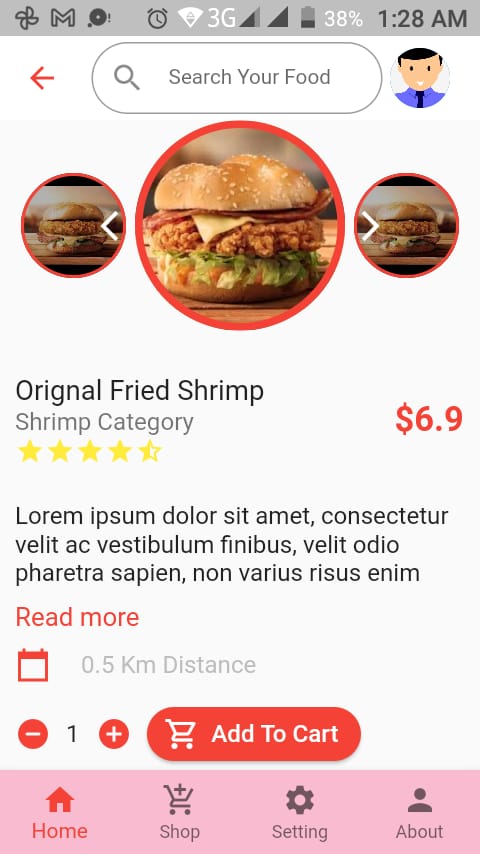 3G 38% 1:28 AM
Search Your Food
Orignal Fried Shrimp
Shrimp Category
$6.9
Lorem ipsum dolor sit amet, consectetur
velit ac vestibulum finibus, velit odio
pharetra sapien, non varius risus enim
Read more
0.5 Km Distance
1 Add To Cart
Home Shop Setting About